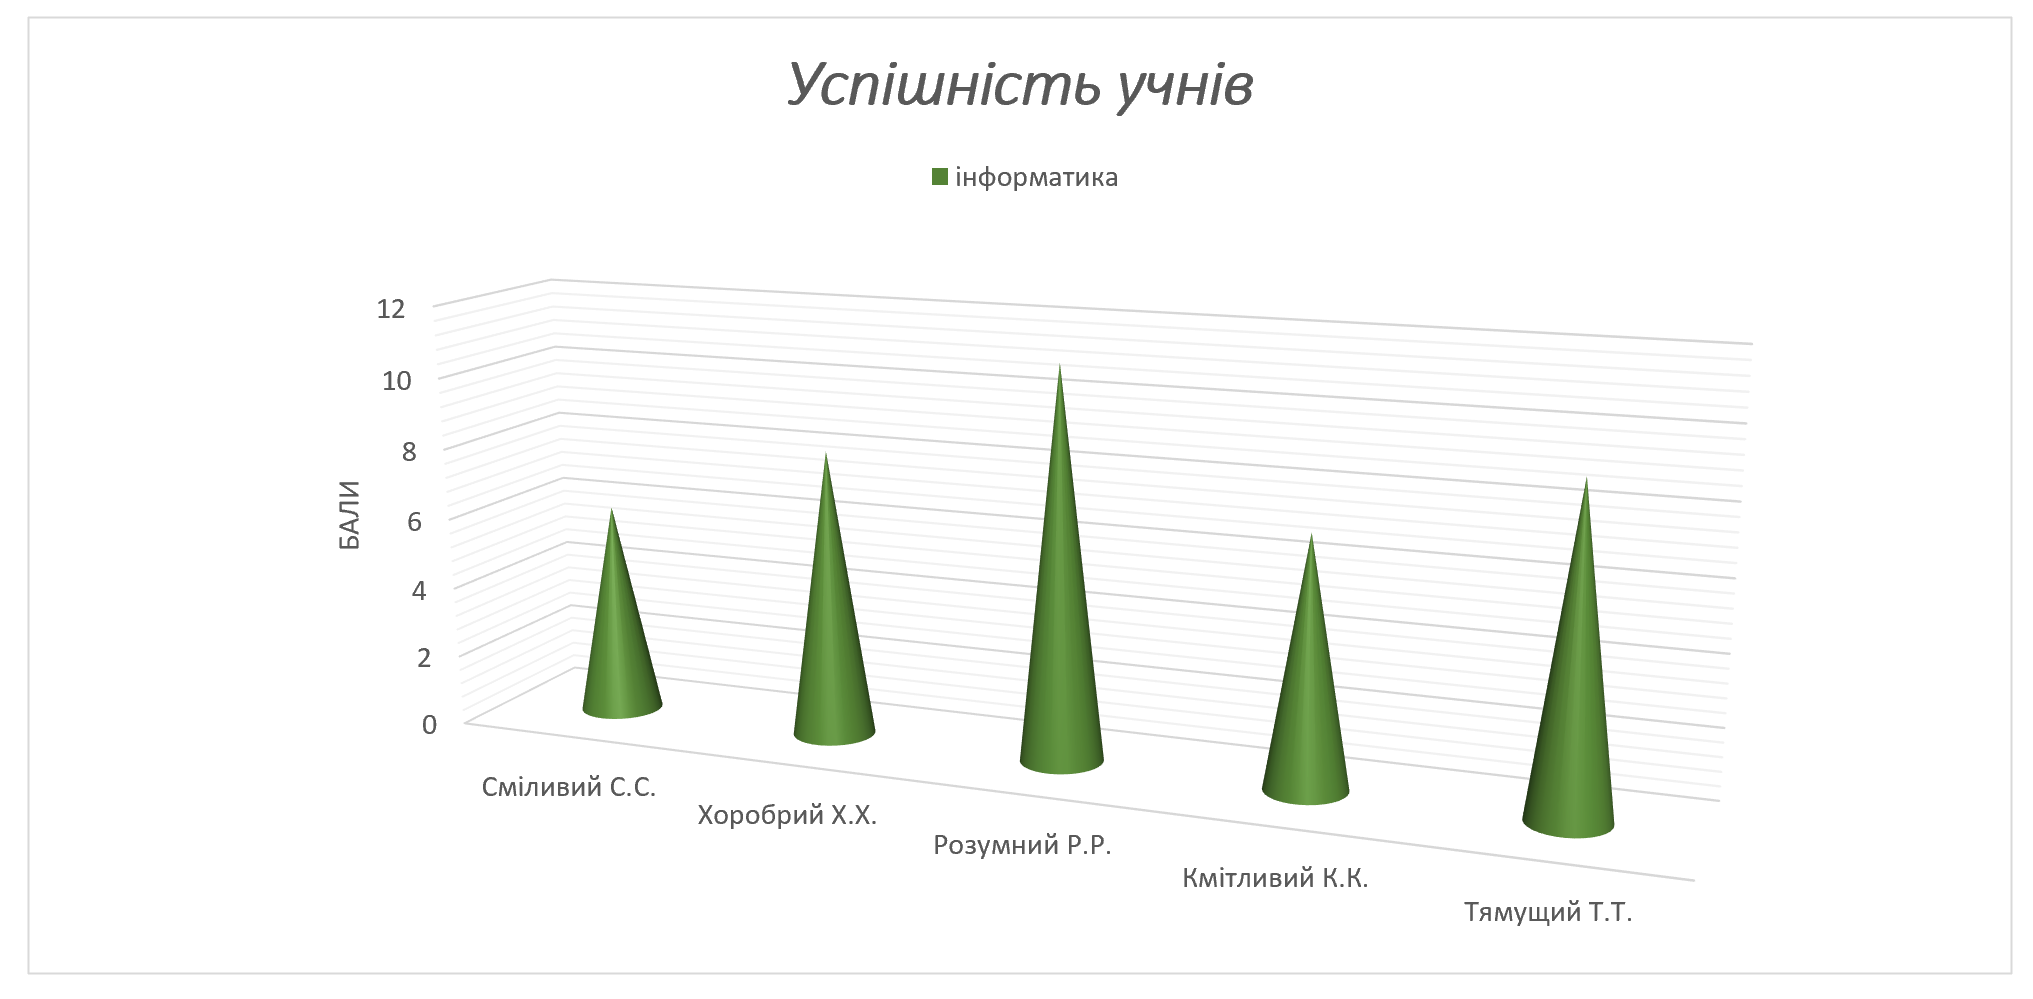 Успішність учнів
інформатика
12
10
8
6
4
2
0
БАЛИ
Сміливий С.С.
Хоробрий Х.Х.
Розумний Р.Р.
Кмітливий К.К.
Тямущий Т.Т.